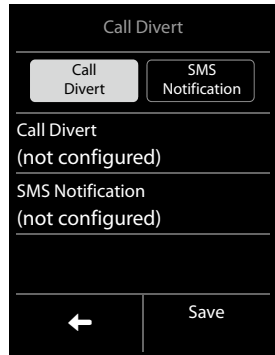 Call Divert
Call
Divert
SMS
Notification
Call Divert
(not configured)
SMS Notification
(not configured)
Save